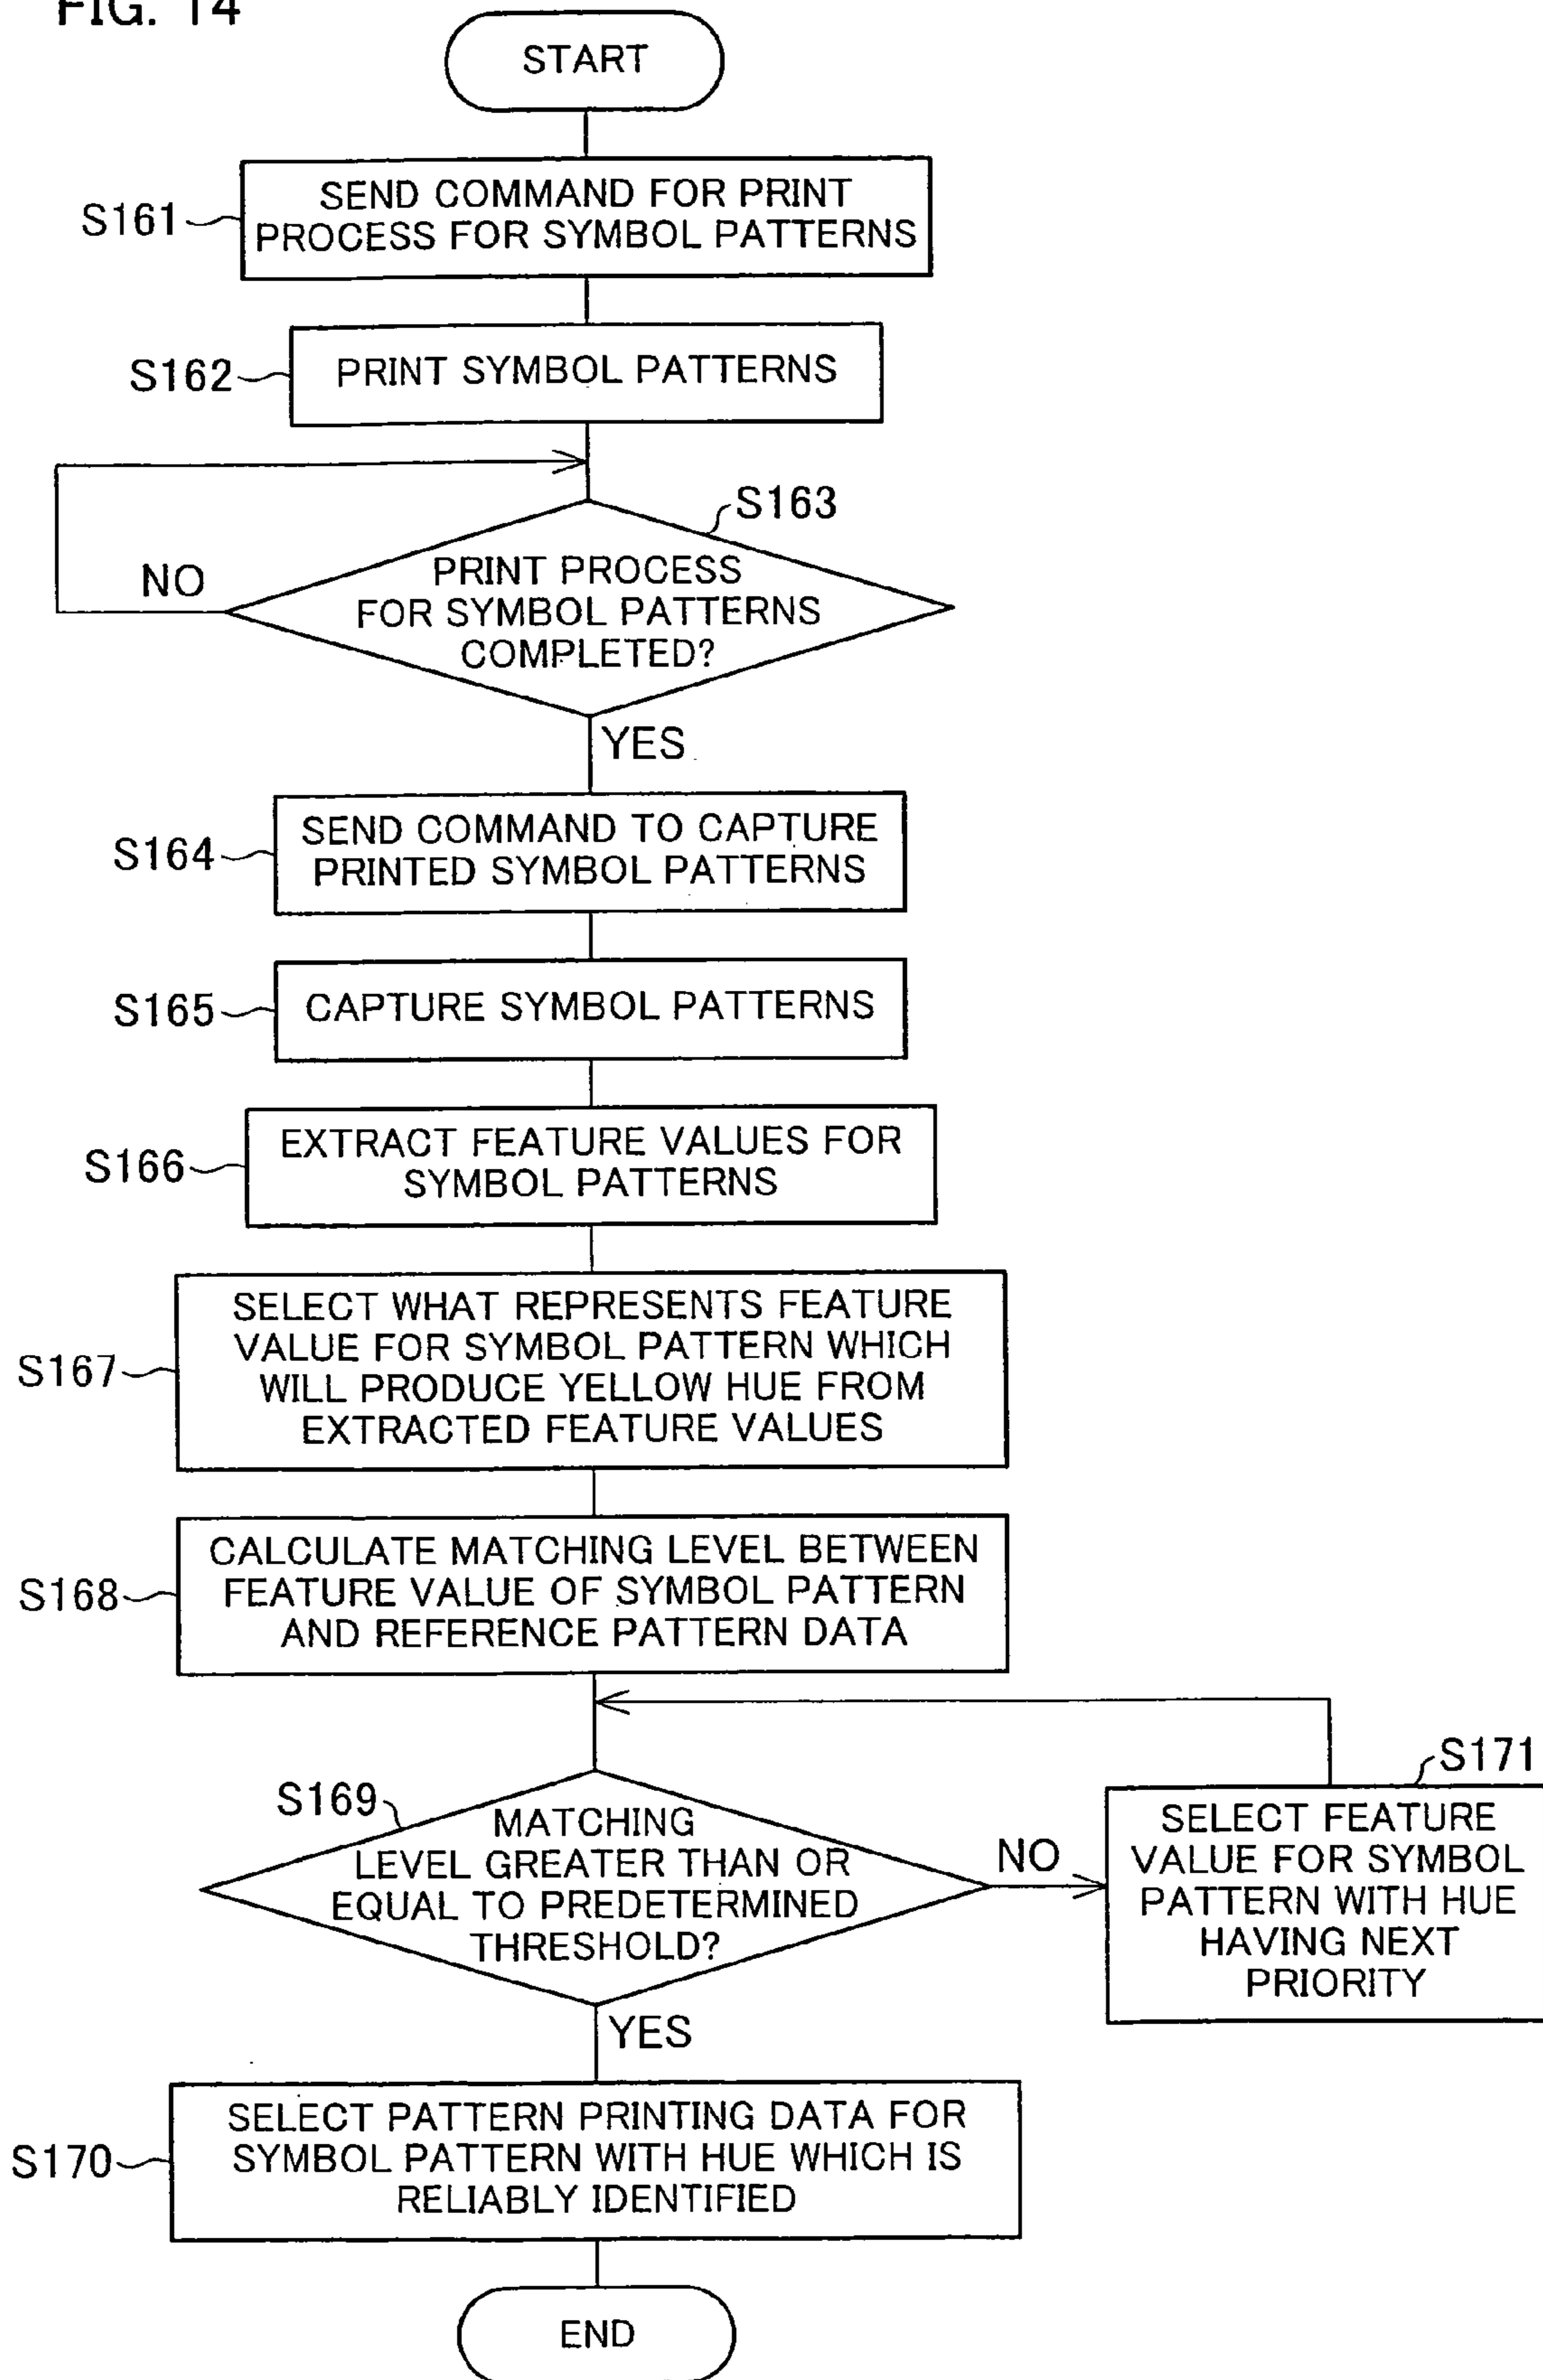 FIG. 14
START
S161
SEND COMMAND FOR PRINT
PROCESS FOR SYMBOL PATTERNS
S162
PRINT SYMBOL PATTERNS
S163
NO
PRINT PROCESS
FOR SYMBOL PATTERNS
COMPLETED?
YES
S164
SEND COMMAND TO CAPTURE
PRINTED SYMBOL PATTERNS
S165
CAPTURE SYMBOL PATTERNS
S166
EXTRACT FEATURE VALUES FOR
SYMBOL PATTERNS
S167
SELECT WHAT REPRESENTS FEATURE
VALUE FOR SYMBOL PATTERN WHICH
WILL PRODUCE YELLOW HUE FROM
EXTRACTED FEATURE VALUES
S168
CALCULATE MATCHING LEVEL BETWEEN
FEATURE VALUE OF SYMBOL PATTERN
AND REFERENCE PATTERN DATA
S169
MATCHING
LEVEL GREATER THAN OR
EQUAL TO PREDETERMINED
THRESHOLD?
NO
S171
SELECT FEATURE
VALUE FOR SYMBOL
PATTERN WITH HUE
HAVING NEXT
PRIORITY
YES
S170
SELECT PATTERN PRINTING DATA FOR
SYMBOL PATTERN WITH HUE WHICH IS
RELIABLY IDENTIFIED
END